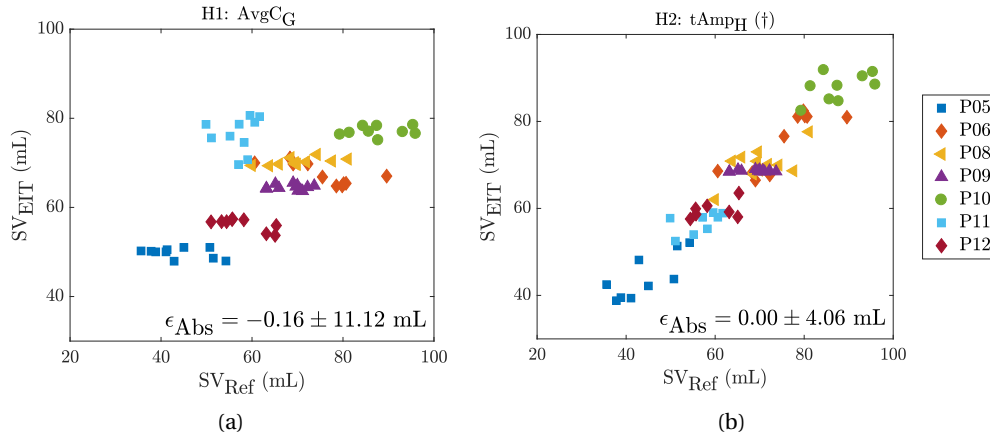 H1: AvgC_G
100
80
60
40
SV_EIT (mL)
ϵ_Abs = −0.16 ± 11.12 mL
20 40 60 80 100
SV_Ref (mL)
(a)
H2: tAmp_H (†)
100
80
60
40
SV_EIT (mL)
ϵ_Abs = 0.00 ± 4.06 mL
20 40 60 80 100
SV_Ref (mL)
(b)
P05
P06
P08
P09
P10
P11
P12